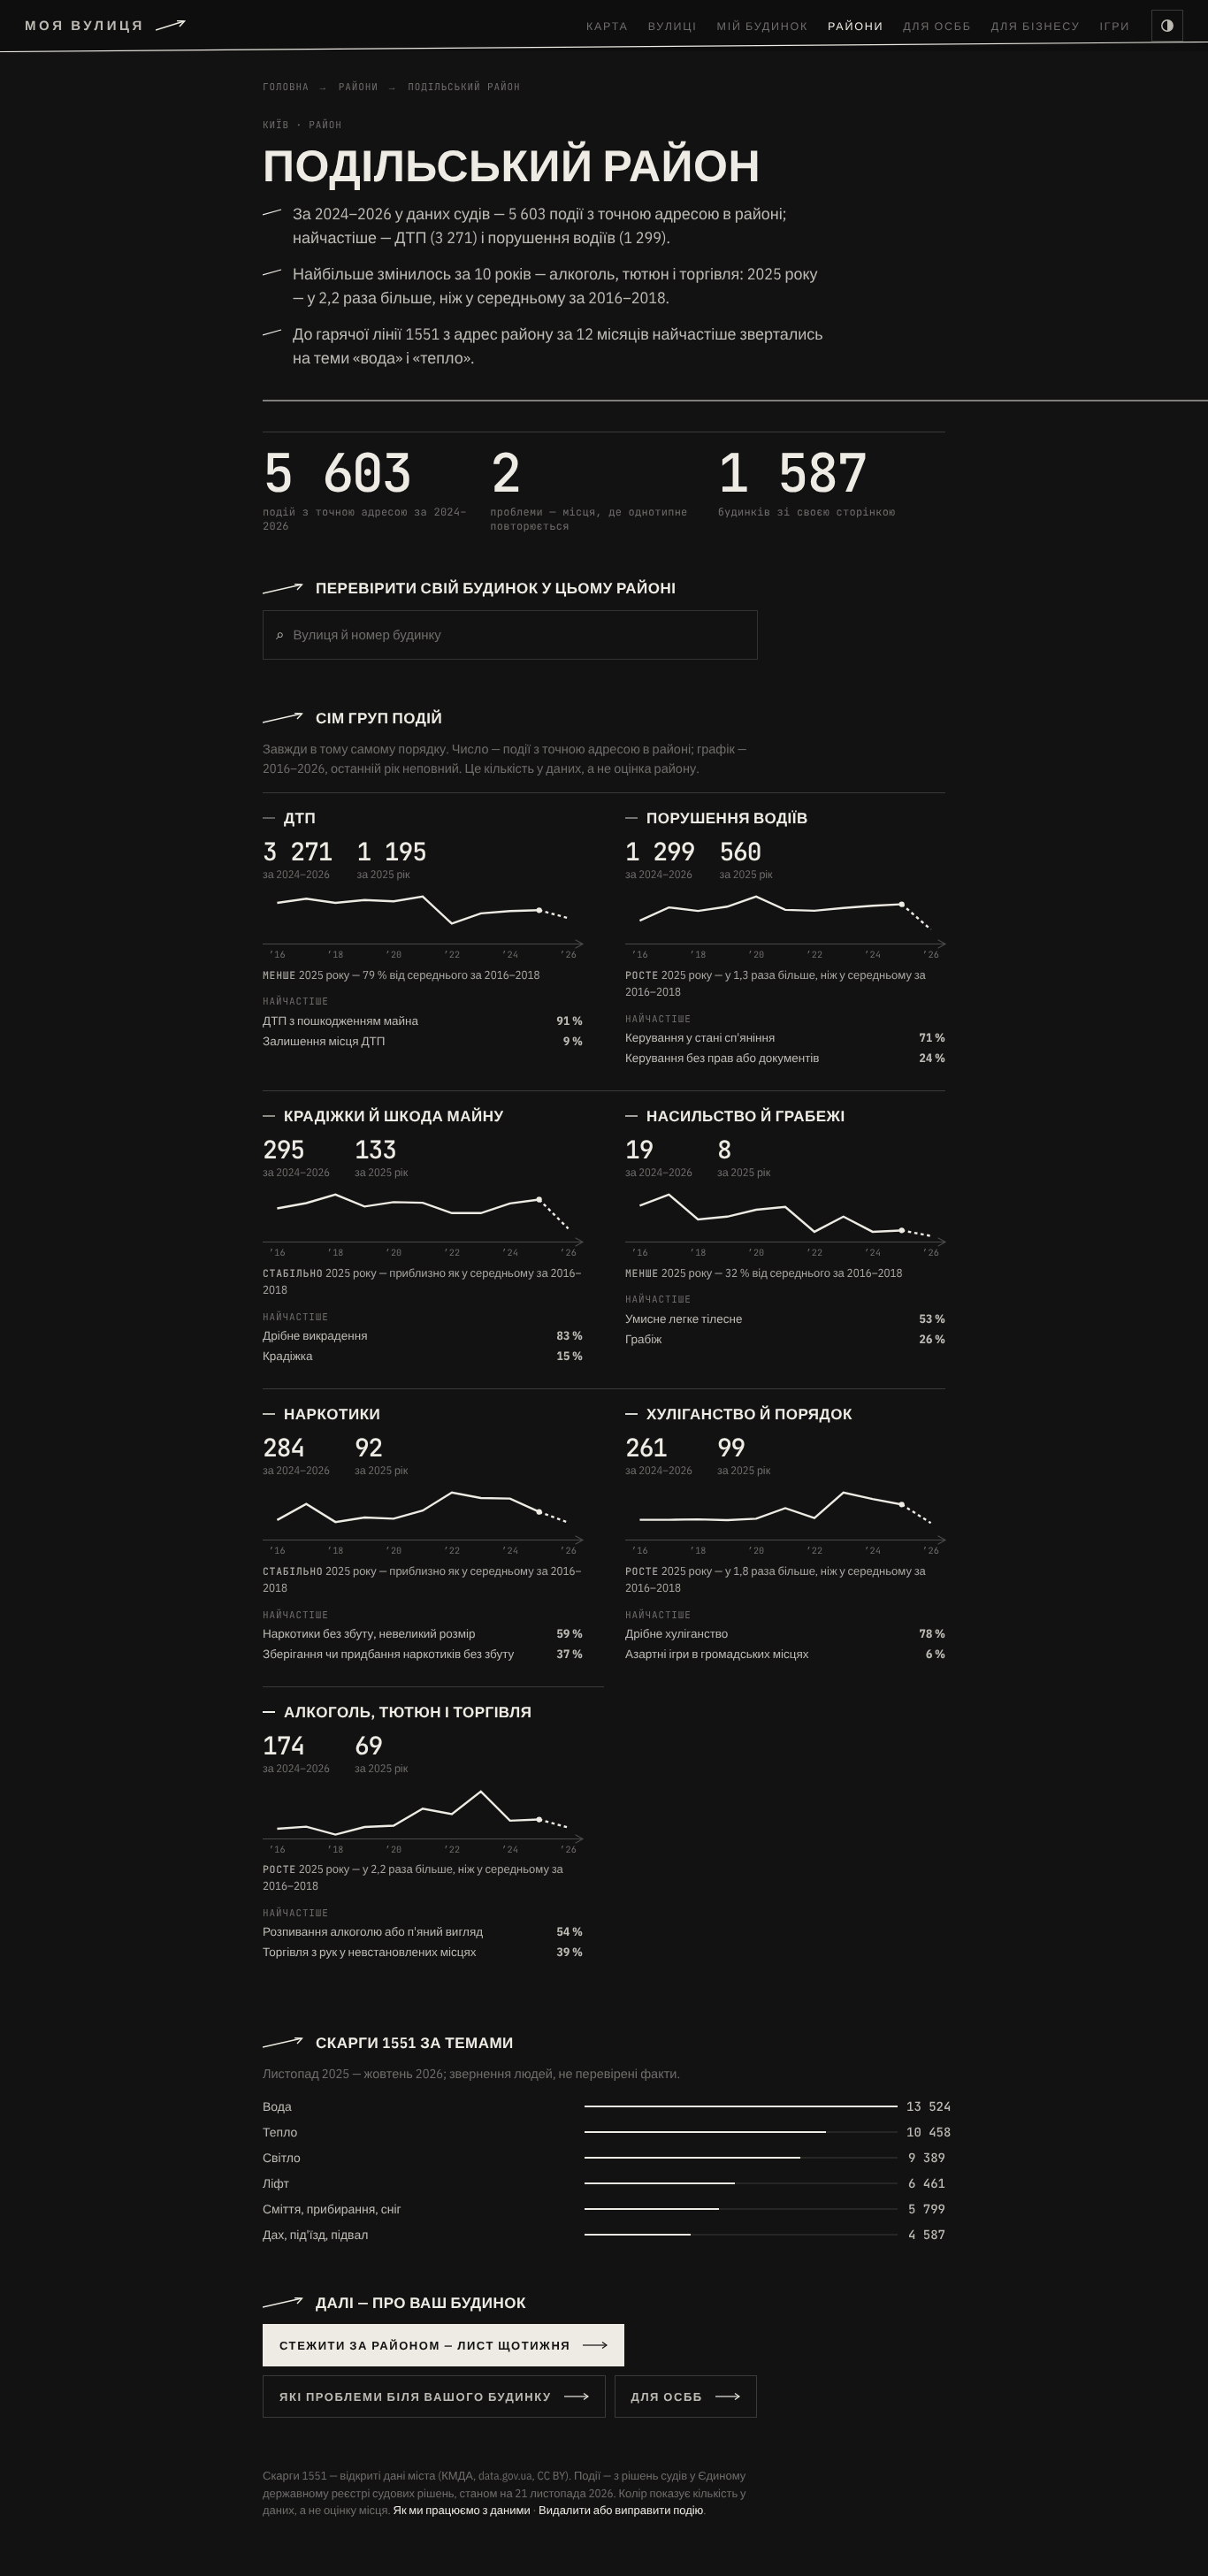 МОЯ ВУЛИЦЯ
КАРТА ВУЛИЦІ МІЙ БУДИНОК РАЙОНИ ДЛЯ ОСББ ДЛЯ БІЗНЕСУ ІГРИ
ГОЛОВНА → РАЙОНИ → ПОДІЛЬСЬКИЙ РАЙОН
КИЇВ · РАЙОН
ПОДІЛЬСЬКИЙ РАЙОН
За 2024–2026 у даних судів — 5 603 події з точною адресою в районі;
найчастіше — ДТП (3 271) і порушення водіїв (1 299).
Найбільше змінилось за 10 років — алкоголь, тютюн і торгівля: 2025 року
— у 2,2 раза більше, ніж у середньому за 2016–2018.
До гарячої лінії 1551 з адрес району за 12 місяців найчастіше звертались
на теми «вода» і «тепло».
5 603 2 1 587
подій з точною адресою за 2024–
2026
проблеми — місця, де однотипне
повторюється
будинків зі своєю сторінкою
ПЕРЕВІРИТИ СВІЙ БУДИНОК У ЦЬОМУ РАЙОНІ
Вулиця й номер будинку
СІМ ГРУП ПОДІЙ
Завжди в тому самому порядку. Число — події з точною адресою в районі; графік —
2016–2026, останній рік неповний. Це кількість у даних, а не оцінка району.
ДТП
3 271 1 195
за 2024–2026 за 2025 рік
’16 ’18 ’20 ’22 ’24 ’26
МЕНШЕ 2025 року — 79 % від середнього за 2016–2018
НАЙЧАСТІШЕ
ДТП з пошкодженням майна 91 %
Залишення місця ДТП 9 %
ПОРУШЕННЯ ВОДІЇВ
1 299 560
за 2024–2026 за 2025 рік
’16 ’18 ’20 ’22 ’24 ’26
РОСТЕ 2025 року — у 1,3 раза більше, ніж у середньому за
2016–2018
НАЙЧАСТІШЕ
Керування у стані сп’яніння 71 %
Керування без прав або документів 24 %
КРАДІЖКИ Й ШКОДА МАЙНУ
295 133
за 2024–2026 за 2025 рік
’16 ’18 ’20 ’22 ’24 ’26
СТАБІЛЬНО 2025 року — приблизно як у середньому за 2016–
2018
НАЙЧАСТІШЕ
Дрібне викрадення 83 %
Крадіжка 15 %
НАСИЛЬСТВО Й ГРАБЕЖІ
19 8
за 2024–2026 за 2025 рік
’16 ’18 ’20 ’22 ’24 ’26
МЕНШЕ 2025 року — 32 % від середнього за 2016–2018
НАЙЧАСТІШЕ
Умисне легке тілесне 53 %
Грабіж 26 %
НАРКОТИКИ
284 92
за 2024–2026 за 2025 рік
’16 ’18 ’20 ’22 ’24 ’26
СТАБІЛЬНО 2025 року — приблизно як у середньому за 2016–
2018
НАЙЧАСТІШЕ
Наркотики без збуту, невеликий розмір 59 %
Зберігання чи придбання наркотиків без збуту 37 %
ХУЛІГАНСТВО Й ПОРЯДОК
261 99
за 2024–2026 за 2025 рік
’16 ’18 ’20 ’22 ’24 ’26
РОСТЕ 2025 року — у 1,8 раза більше, ніж у середньому за
2016–2018
НАЙЧАСТІШЕ
Дрібне хуліганство 78 %
Азартні ігри в громадських місцях 6 %
АЛКОГОЛЬ, ТЮТЮН І ТОРГІВЛЯ
174 69
за 2024–2026 за 2025 рік
’16 ’18 ’20 ’22 ’24 ’26
РОСТЕ 2025 року — у 2,2 раза більше, ніж у середньому за
2016–2018
НАЙЧАСТІШЕ
Розпивання алкоголю або п’яний вигляд 54 %
Торгівля з рук у невстановлених місцях 39 %
СКАРГИ 1551 ЗА ТЕМАМИ
Листопад 2025 — жовтень 2026; звернення людей, не перевірені факти.
Вода 13 524
Тепло 10 458
Світло 9 389
Ліфт 6 461
Сміття, прибирання, сніг 5 799
Дах, під’їзд, підвал 4 587
ДАЛІ — ПРО ВАШ БУДИНОК
СТЕЖИТИ ЗА РАЙОНОМ — ЛИСТ ЩОТИЖНЯ
ЯКІ ПРОБЛЕМИ БІЛЯ ВАШОГО БУДИНКУ
ДЛЯ ОСББ
Скарги 1551 — відкриті дані міста (КМДА, data.gov.ua, CC BY). Події — з рішень судів у Єдиному
державному реєстрі судових рішень, станом на 21 листопада 2026. Колір показує кількість у
даних, а не оцінку місця. Як ми працюємо з даними · Видалити або виправити подію.